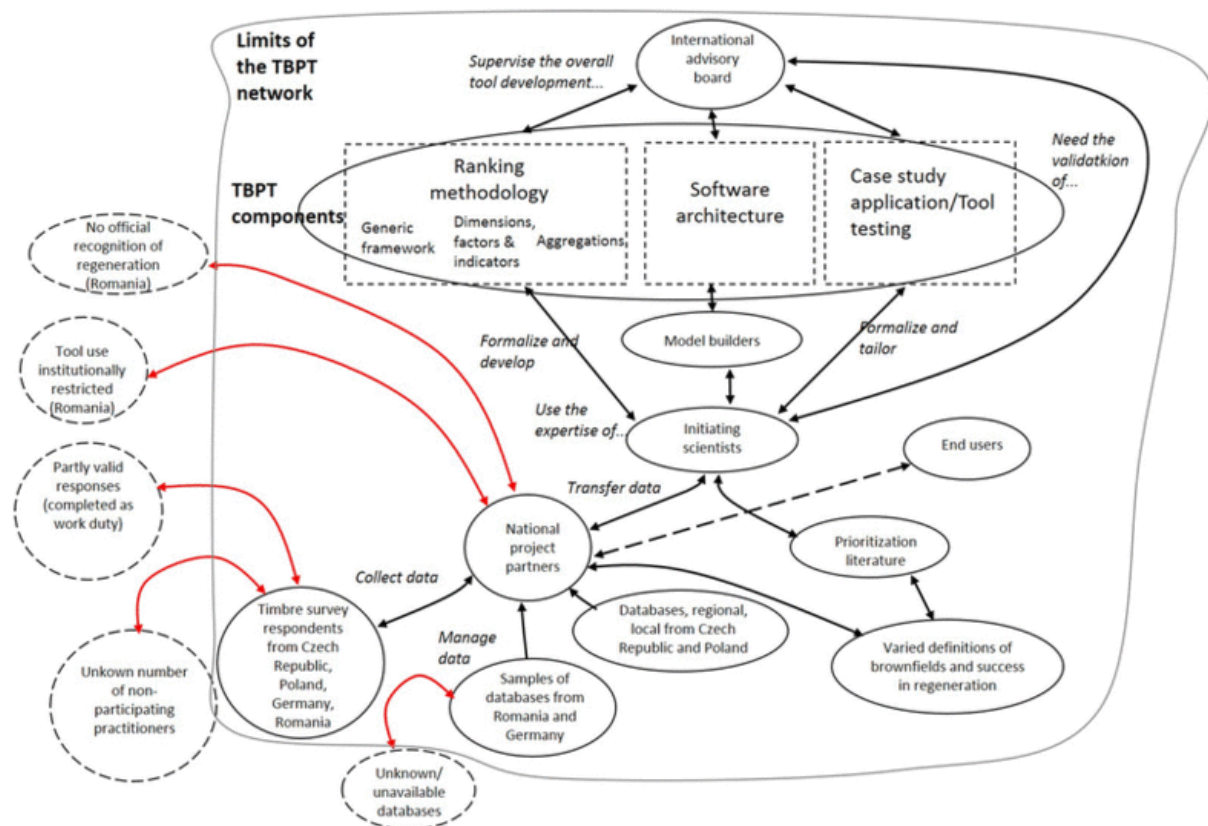 Limits of
the TBPT
network
Supervise the overall
tool development...
International
advisory
board
Need the
validatkion
of...
TBPT
components
Ranking
methodology
Generic
framework
Dimensions,
factors &
indicators
Aggregations
Software
architecture
Case study
application/Tool
testing
No official
recognition of
regeneration
(Romania)
Formalize and
develop
Model builders
Formalize and
tailor
Tool use
institutionally
restricted
(Romania)
Use the
expertise of...
Initiating
scientists
End users
Partly valid
responses
(completed as
work duty)
Transfer data
National
project
partners
Prioritization
literature
Collect data
Timbre survey
respondents
from Czech
Republic,
Poland,
Germany,
Romania
Manage
data
Databases, regional,
local from Czech
Republic and Poland
Varied definitions of
brownfields and success
in regeneration
Unkown number
of non-
participating
practitioners
Samples of
databases from
Romania and
Germany
Unknown/
unavailable
databases